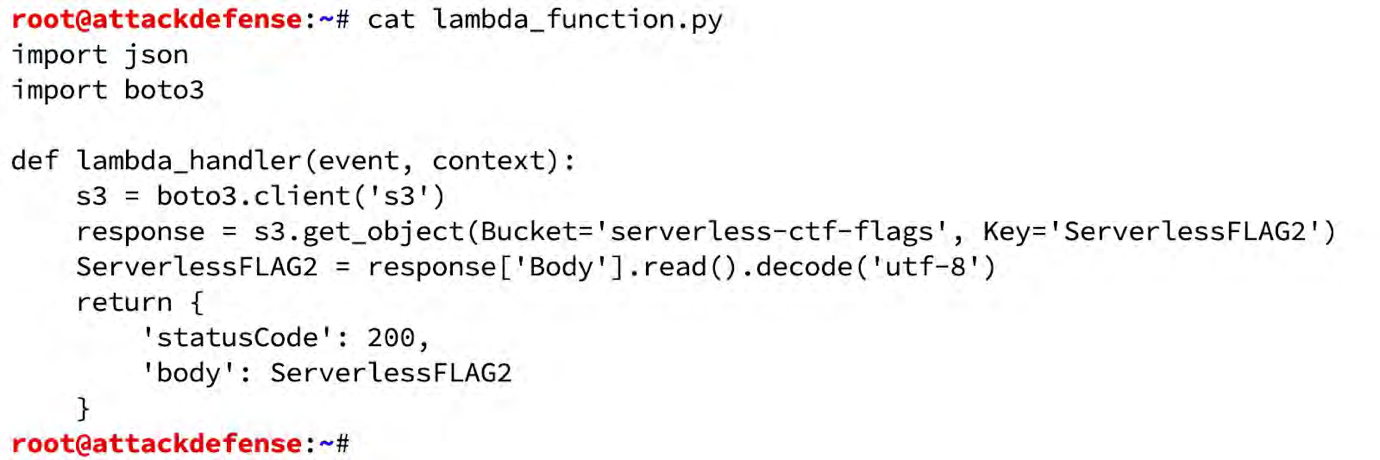 root@attackdefense:~# cat lambda_function.py
import json
import boto3

def lambda_handler(event, context):
    s3 = boto3.client('s3')
    response = s3.get_object(Bucket='serverless-ctf-flags', Key='ServerlessFLAG2')
    ServerlessFLAG2 = response['Body'].read().decode('utf-8')
    return {
        'statusCode': 200,
        'body': ServerlessFLAG2
    }
root@attackdefense:~#